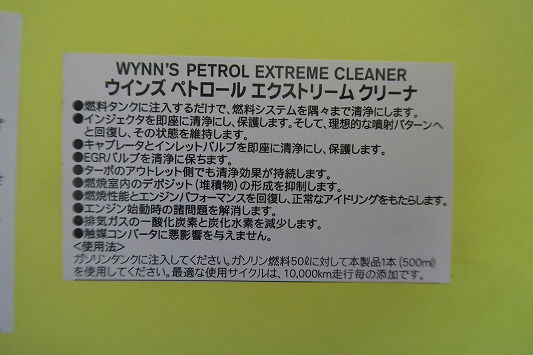 WYNN'S PETROL EXTREME CLEANER
ウインズ ペトロール エクストリーム クリーナ
●燃料タンクに注入するだけで、燃料システムを隅々まで清浄にします。
●インジェクタを即座に清浄にし、保護します。そして、理想的な噴射パターンへ
と回復し、その状態を維持します。
●キャブレータとインレットバルブを即座に清浄にし、保護します。
●EGRバルブを清浄に保ちます。
●ターボのアウトレット側でも清浄効果が持続します。
●燃焼室内のデポジット(堆積物)の形成を抑制します。
●燃焼性能とエンジンパフォーマンスを回復し、正常なアイドリングをもたらします。
●エンジン始動時の諸問題を解消します。
●排気ガスの一酸化炭素と炭化水素を減少します。
●触媒コンバータに悪影響を与えません。
<使用法>
ガソリンタンクに注入してください。ガソリン燃料50ℓに対して本製品1本(500ml)
を使用してください。最適な使用サイクルは、10,000km走行毎の添加です。